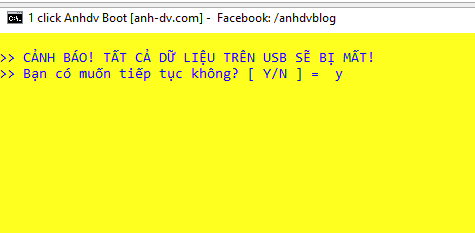 1 click Anhdv Boot [anh-dv.com] - Facebook: /anhdvblog
>> CẢNH BÁO! TẤT CẢ DỮ LIỆU TRÊN USB SẼ BỊ MẤT!
>> Bạn có muốn tiếp tục không? [ Y/N ] = y